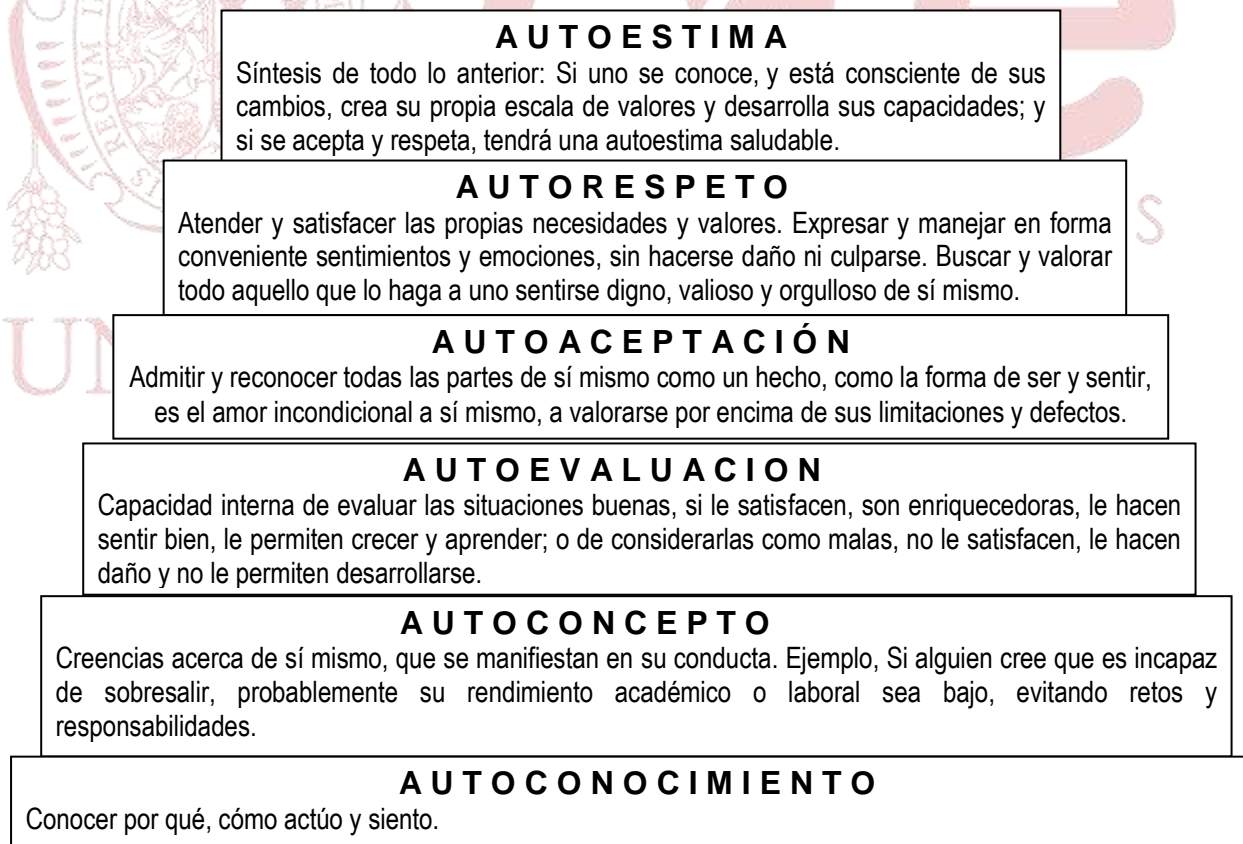 AUTOESTIMA
Síntesis de todo lo anterior: Si uno se conoce, y está consciente de sus
cambios, crea su propia escala de valores y desarrolla sus capacidades; y
si se acepta y respeta, tendrá una autoestima saludable.
AUTORESPETO
Atender y satisfacer las propias necesidades y valores. Expresar y manejar en forma
conveniente sentimientos y emociones, sin hacerse daño ni culparse. Buscar y valorar
todo aquello que lo haga a uno sentirse digno, valioso y orgulloso de sí mismo.
AUTOACEPTACIÓN
Admitir y reconocer todas las partes de sí mismo como un hecho, como la forma de ser y sentir,
es el amor incondicional a sí mismo, a valorarse por encima de sus limitaciones y defectos.
AUTOEVALUACION
Capacidad interna de evaluar las situaciones buenas, si le satisfacen, son enriquecedoras, le hacen
sentir bien, le permiten crecer y aprender; o de considerarlas como malas, no le satisfacen, le hacen
daño y no le permiten desarrollarse.
AUTOCONCEPTO
Creencias acerca de sí mismo, que se manifiestan en su conducta. Ejemplo, Si alguien cree que es incapaz
de sobresalir, probablemente su rendimiento académico o laboral sea bajo, evitando retos y
responsabilidades.
AUTOCONOCIMIENTO
Conocer por qué, cómo actúo y siento.